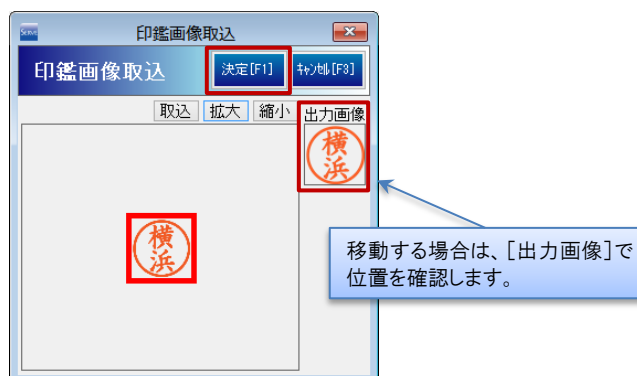 Serve 印鑑画像取込
印鑑画像取込 決定[F1] ｷｬﾝｾﾙ[F3]
取込 拡大 縮小 出力画像
横浜
横浜
移動する場合は、[出力画像]で
位置を確認します。